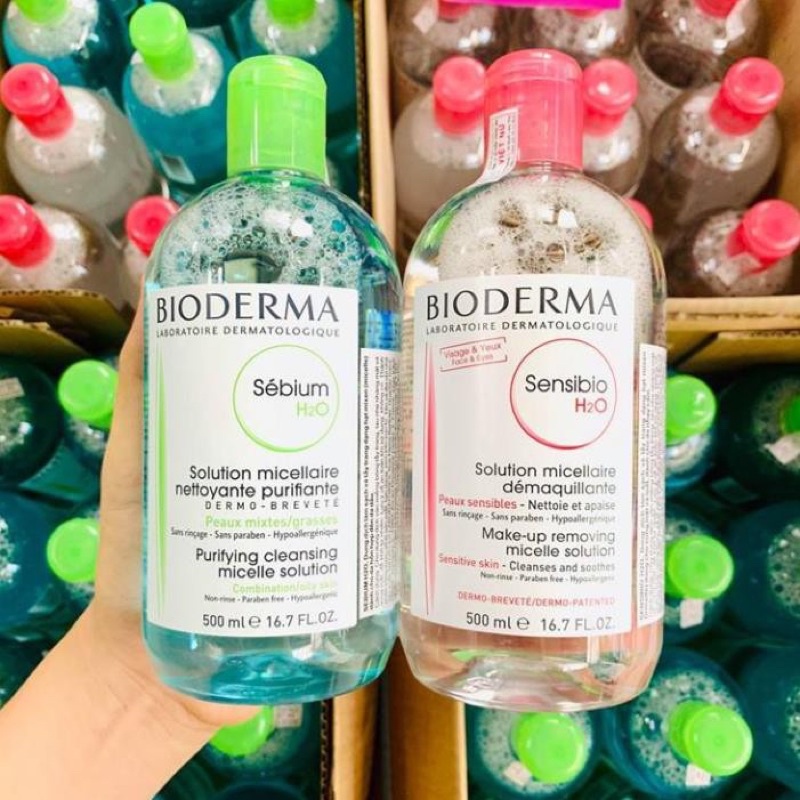 VIỆT NỮ
BIODERMA
LABORATOIRE DERMATOLOGIQUE
Sébium
H2O
Solution micellaire
nettoyante purifiante
DERMO-BREVETÉ
Peaux mixtes/grasses
Sans rinçage - Sans paraben - Hypoallergénique
Purifying cleansing
micelle solution
Combination/oily skin
Non-rinse - Paraben free - Hypoallergenic
500 ml e 16.7 FL.OZ.
BIODERMA
LABORATOIRE DERMATOLOGIQUE
Visage & Yeux
Face & Eyes
Sensibio
H2O
Solution micellaire
démaquillante
Peaux sensibles - Nettoie et apaise
Sans rinçage - Sans paraben - Hypoallergénique
Make-up removing
micelle solution
Sensitive skin - Cleanses and soothes
Non-rinse - Paraben free - Hypoallergenic
DERMO-BREVETÉ/DERMO-PATENTED
500 ml e 16.7 FL.OZ.